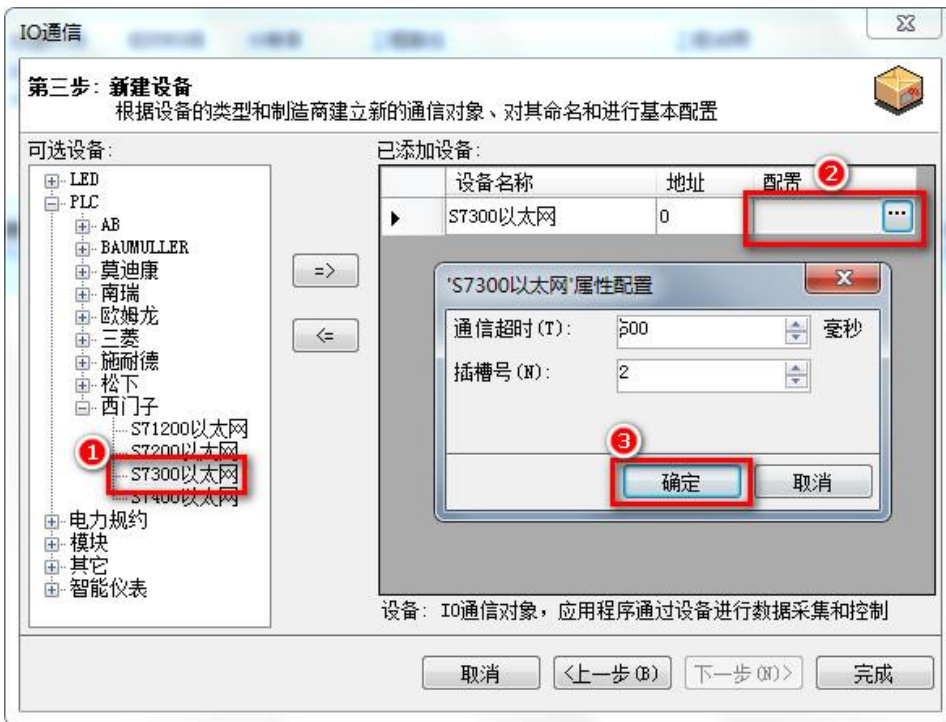 IO通信
第三步：新建设备
根据设备的类型和制造商建立新的通信对象、对其命名和进行基本配置
可选设备：
LED
PLC
AB
BAUMULLER
莫迪康
南瑞
欧姆龙
三菱
施耐德
松下
西门子
S71200以太网
S7200以太网
S7300以太网
S7400以太网
电力规约
模块
其它
智能仪表
1
=>
<=
已添加设备：
设备名称 地址 配置
2
S7300以太网 0 ...
'S7300以太网'属性配置
通信超时(T)： 500 毫秒
插槽号(N)： 2
3
确定 取消
设备： IO通信对象，应用程序通过设备进行数据采集和控制
取消 <上一步(B) 下一步(N)> 完成